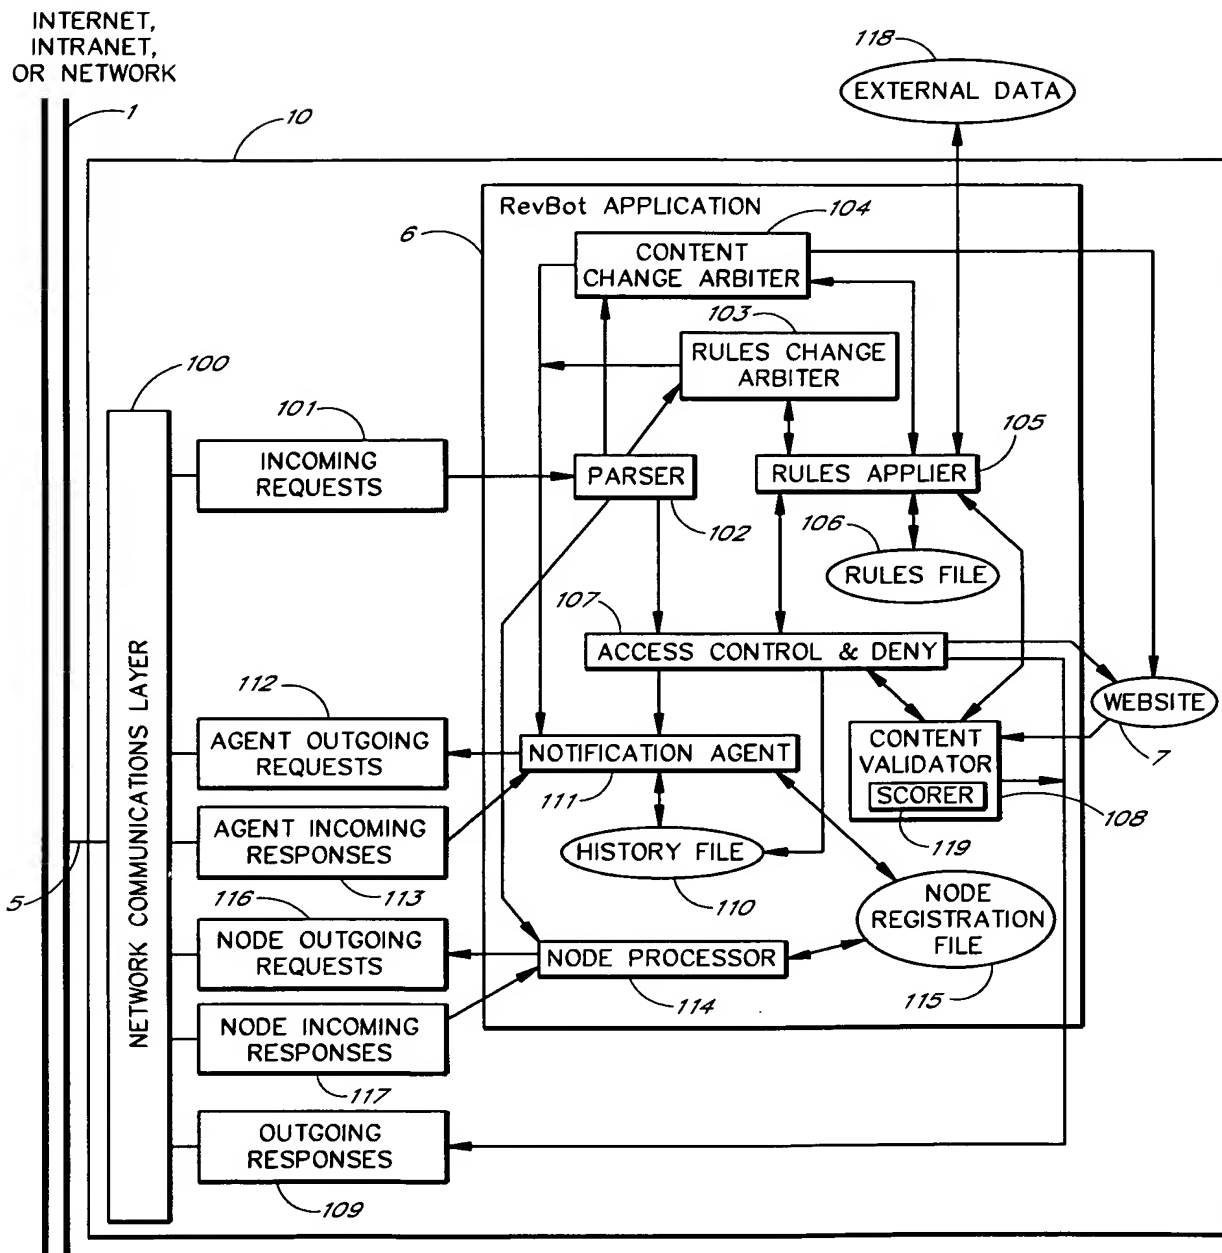 INTERNET,
INTRANET,
OR NETWORK
1
10
118
EXTERNAL DATA
RevBot APPLICATION
6
104
CONTENT
CHANGE ARBITER
103
RULES CHANGE
ARBITER
100
NETWORK COMMUNICATIONS LAYER
101
INCOMING
REQUESTS
PARSER
102
RULES APPLIER
105
106
RULES FILE
107
ACCESS CONTROL & DENY
WEBSITE
7
112
AGENT OUTGOING
REQUESTS
NOTIFICATION AGENT
111
CONTENT
VALIDATOR
SCORER
108
119
AGENT INCOMING
RESPONSES
113
5
HISTORY FILE
110
116
NODE OUTGOING
REQUESTS
NODE PROCESSOR
114
NODE
REGISTRATION
FILE
115
NODE INCOMING
RESPONSES
117
OUTGOING
RESPONSES
109